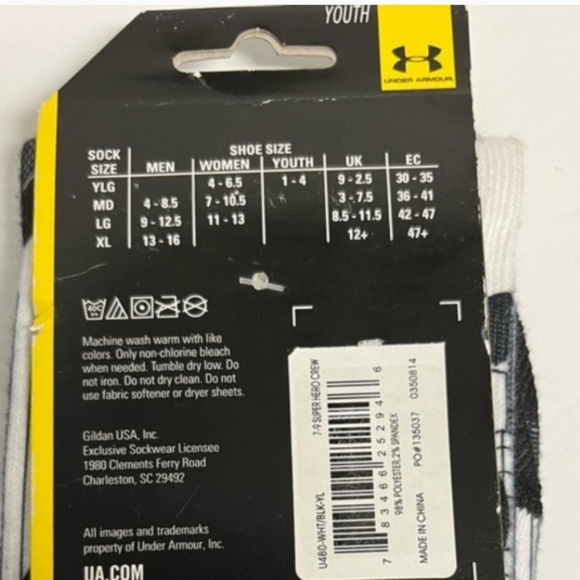 YOUTH
UNDER ARMOUR
SHOE SIZE
SOCK SIZE MEN WOMEN YOUTH UK EC
YLG 4 - 6.5 1 - 4 9 - 2.5 30 - 35
MD 4 - 8.5 7 - 10.5 3 - 7.5 36 - 41
LG 9 - 12.5 11 - 13 8.5 - 11.5 42 - 47
XL 13 - 16 12+ 47+
Machine wash warm with like
colors. Only non-chlorine bleach
when needed. Tumble dry low. Do
not iron. Do not dry clean. Do not
use fabric softener or dryer sheets.
Gildan USA, Inc.
Exclusive Sockwear Licensee
1980 Clements Ferry Road
Charleston, SC 29492
All images and trademarks
property of Under Armour, Inc.
UA.COM
U480-WHT/BLK-YL
7-9 SUPER HERO CREW
7 83466 25294 6
98% POLYESTER,2% SPANDEX
MADE IN CHINA PO#135037 0350814